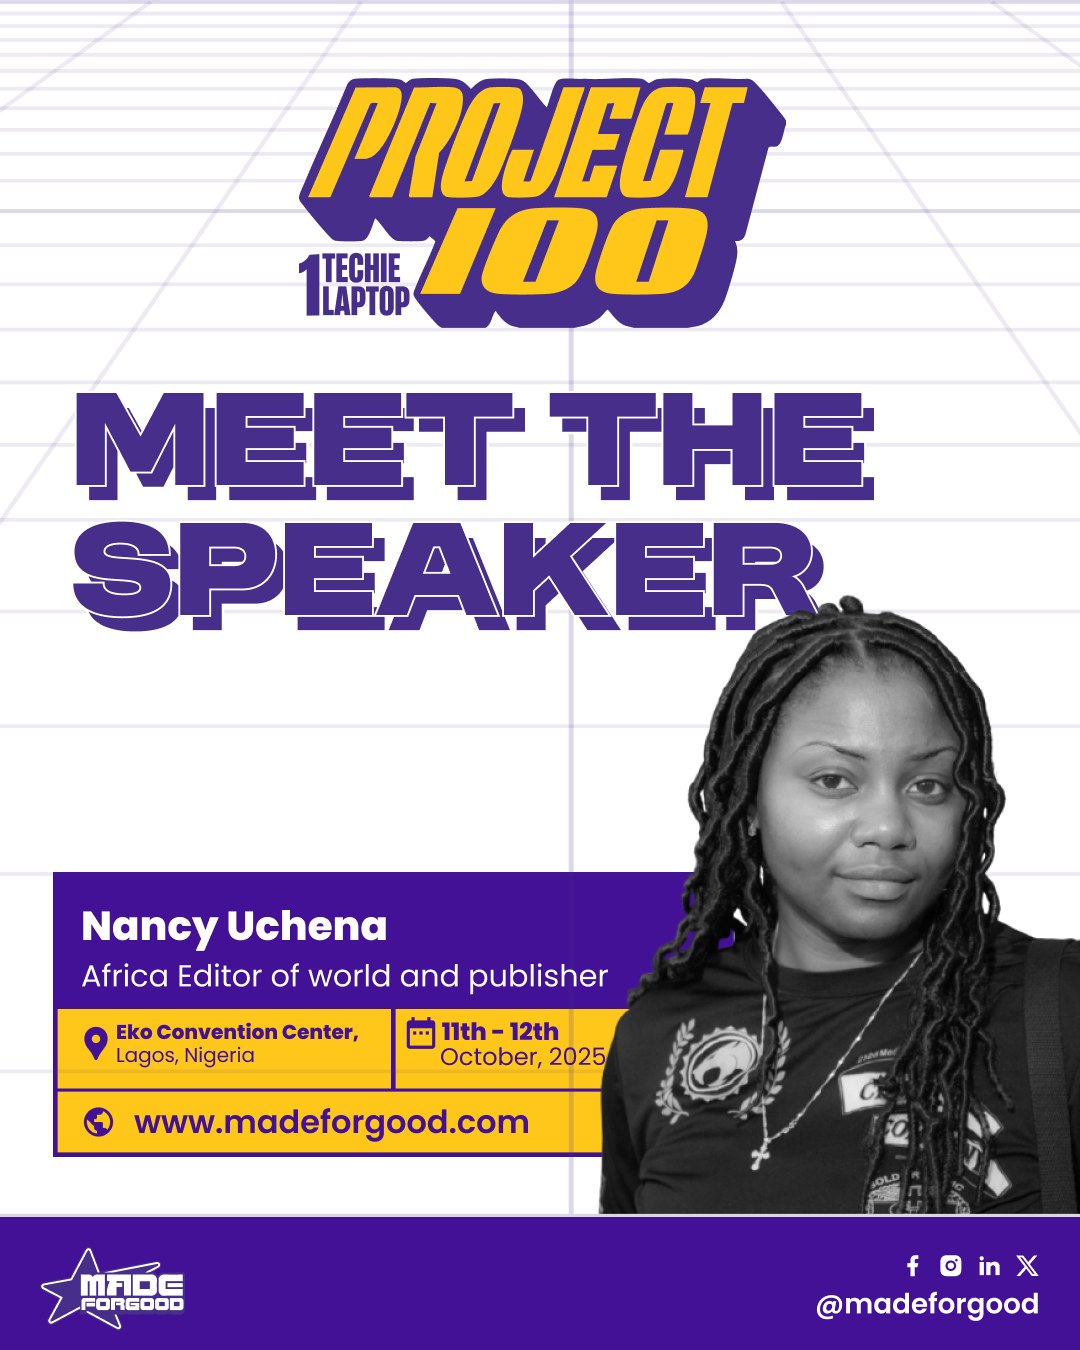 PROJECT
100
1 TECHIE
LAPTOP
MEET THE
SPEAKER
Nancy Uchena
Africa Editor of world and publisher
Eko Convention Center,
Lagos, Nigeria
11th - 12th
October, 2025
www.madeforgood.com
MADE
FORGOOD
@madeforgood